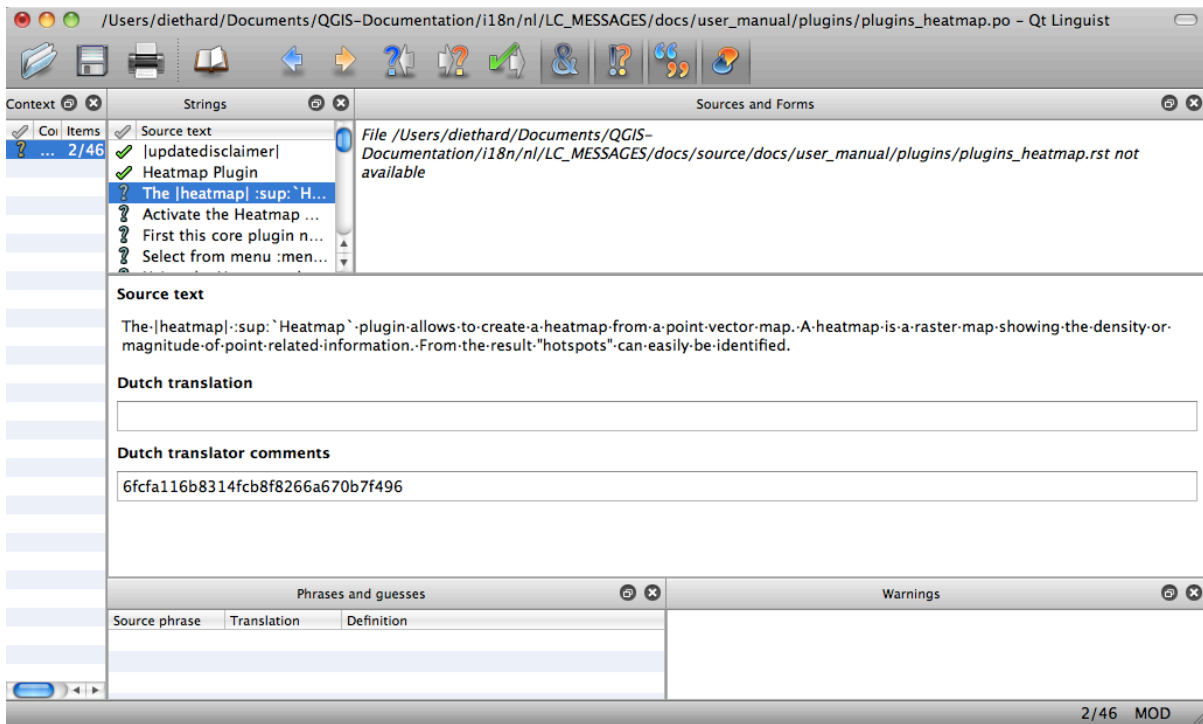 /Users/diethard/Documents/QGIS-Documentation/i18n/nl/LC_MESSAGES/docs/user_manual/plugins/plugins_heatmap.po - Qt Linguist
Context
Strings
Sources and Forms
Items
... 2/46
Source text
|updatedisclaimer|
Heatmap Plugin
The |heatmap| :sup:`H...
Activate the Heatmap ...
First this core plugin n...
Select from menu :men...
File /Users/diethard/Documents/QGIS-
Documentation/i18n/nl/LC_MESSAGES/docs/source/docs/user_manual/plugins/plugins_heatmap.rst not
available
Source text
The·|heatmap|·:sup:`Heatmap`·plugin·allows·to·create·a·heatmap·from·a·point·vector·map.·A·heatmap·is·a·raster·map·showing·the·density·or·
magnitude·of·point·related·information.·From·the·result·"hotspots"·can·easily·be·identified.
Dutch translation
Dutch translator comments
6fcfa116b8314fcb8f8266a670b7f496
Phrases and guesses
Warnings
Source phrase Translation Definition
2/46 MOD